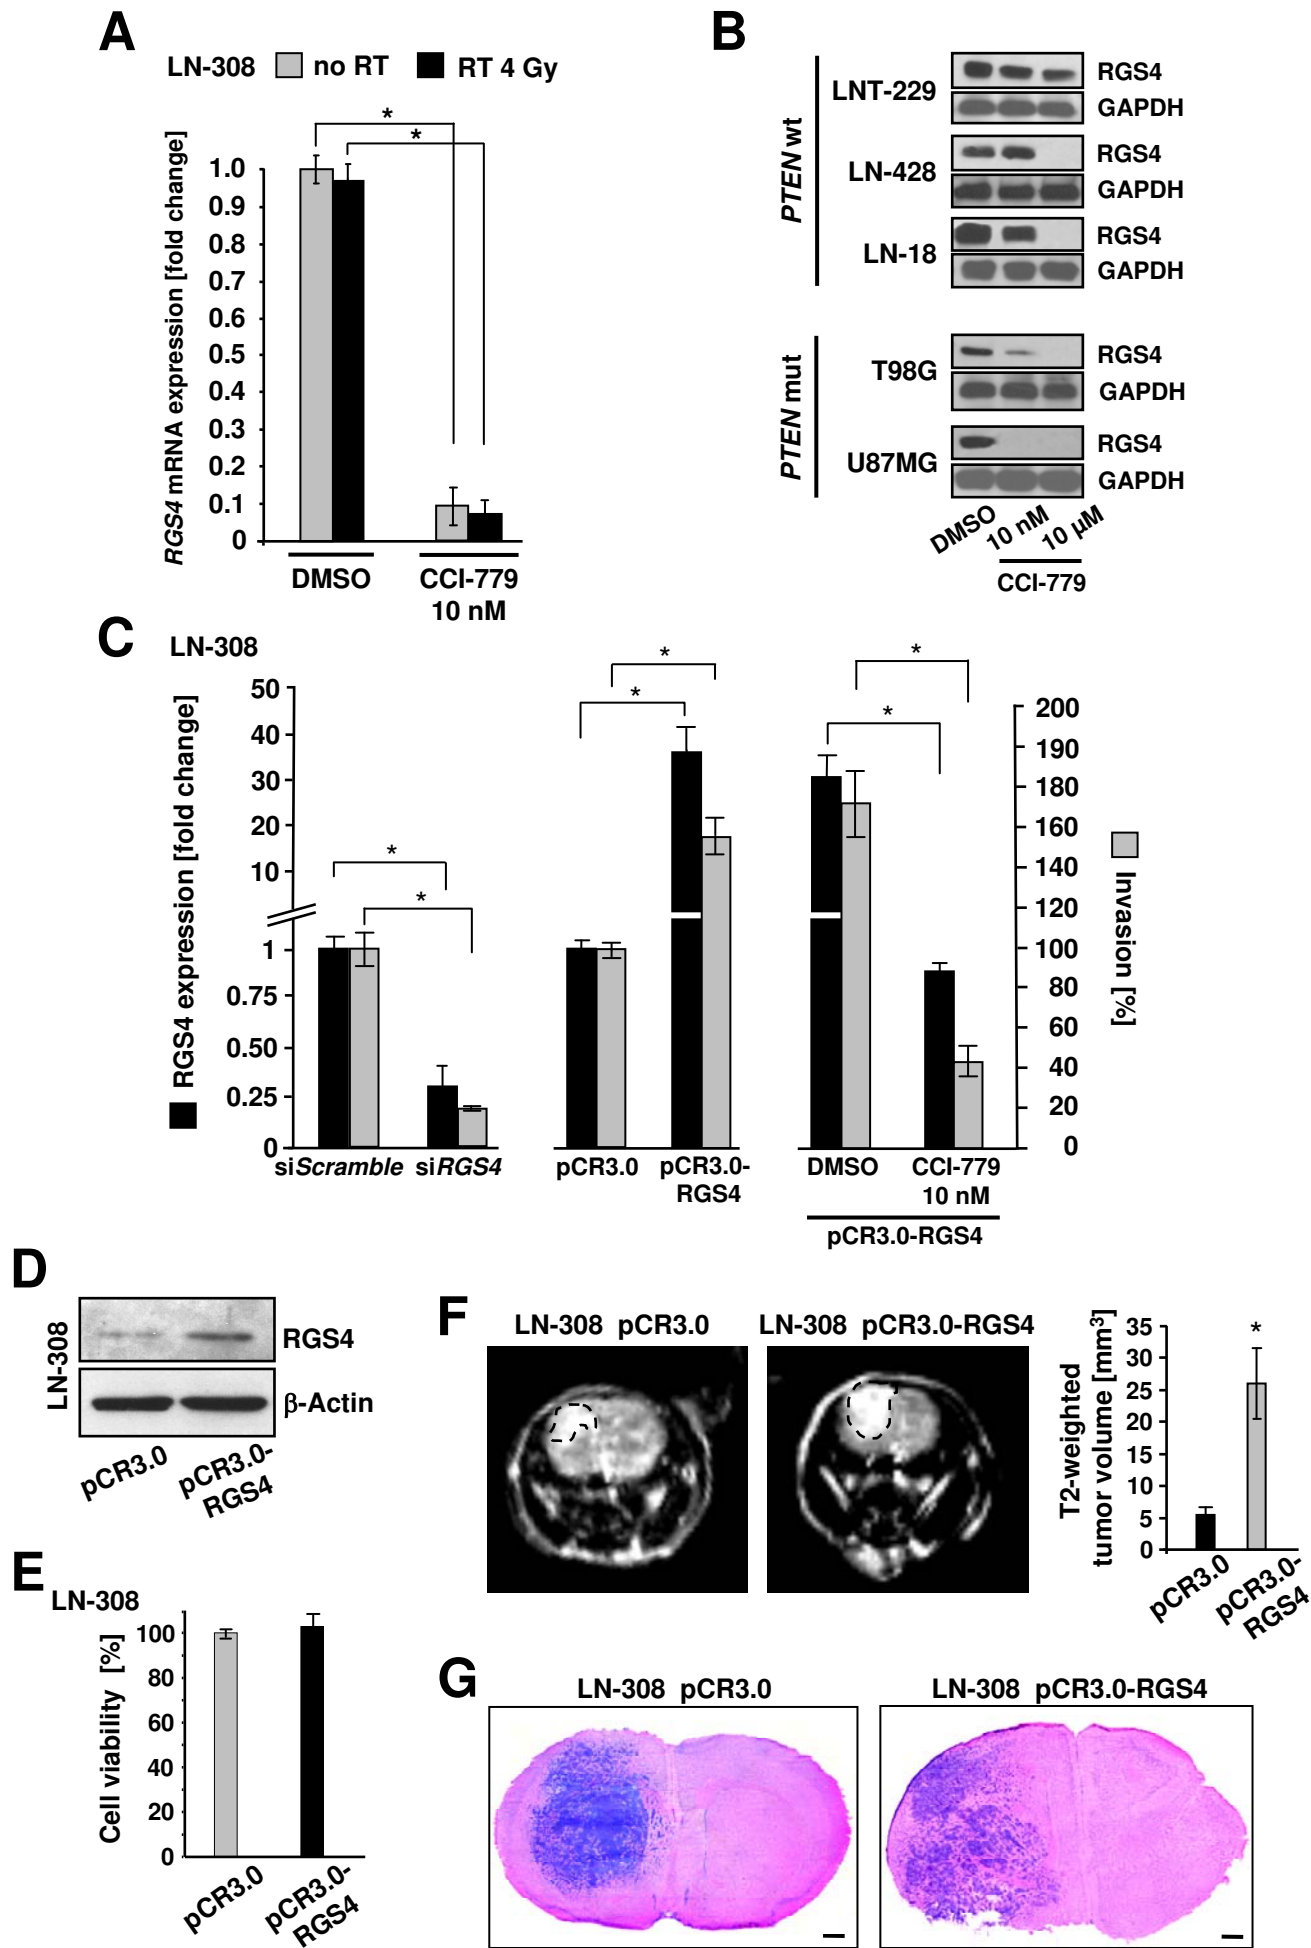 A
LN-308 no RT RT 4 Gy
*
*
RGS4 mRNA expression [fold change]
1.0
0.9
0.8
0.7
0.6
0.5
0.4
0.3
0.2
0.1
0
DMSO
CCI-779
10 nM
B
PTEN wt
LNT-229
RGS4
GAPDH
LN-428
RGS4
GAPDH
LN-18
RGS4
GAPDH
PTEN mut
T98G
RGS4
GAPDH
U87MG
RGS4
GAPDH
DMSO
10 nM
10 µM
CCI-779
C
LN-308
RGS4 expression [fold change]
50
40
30
20
10
1
0.75
0.50
0.25
0
*
*
*
*
*
*
siScramble
siRGS4
pCR3.0
pCR3.0-
RGS4
DMSO
CCI-779
10 nM
pCR3.0-RGS4
200
190
180
160
140
120
100
80
60
40
20
0
Invasion [%]
D
LN-308
RGS4
β-Actin
pCR3.0
pCR3.0-
RGS4
E
LN-308
Cell viability [%]
100
80
60
40
20
0
pCR3.0
pCR3.0-
RGS4
F
LN-308 pCR3.0
LN-308 pCR3.0-RGS4
T2-weighted
tumor volume [mm³]
35
30
25
20
15
10
5
0
*
pCR3.0
pCR3.0-
RGS4
G
LN-308 pCR3.0
LN-308 pCR3.0-RGS4